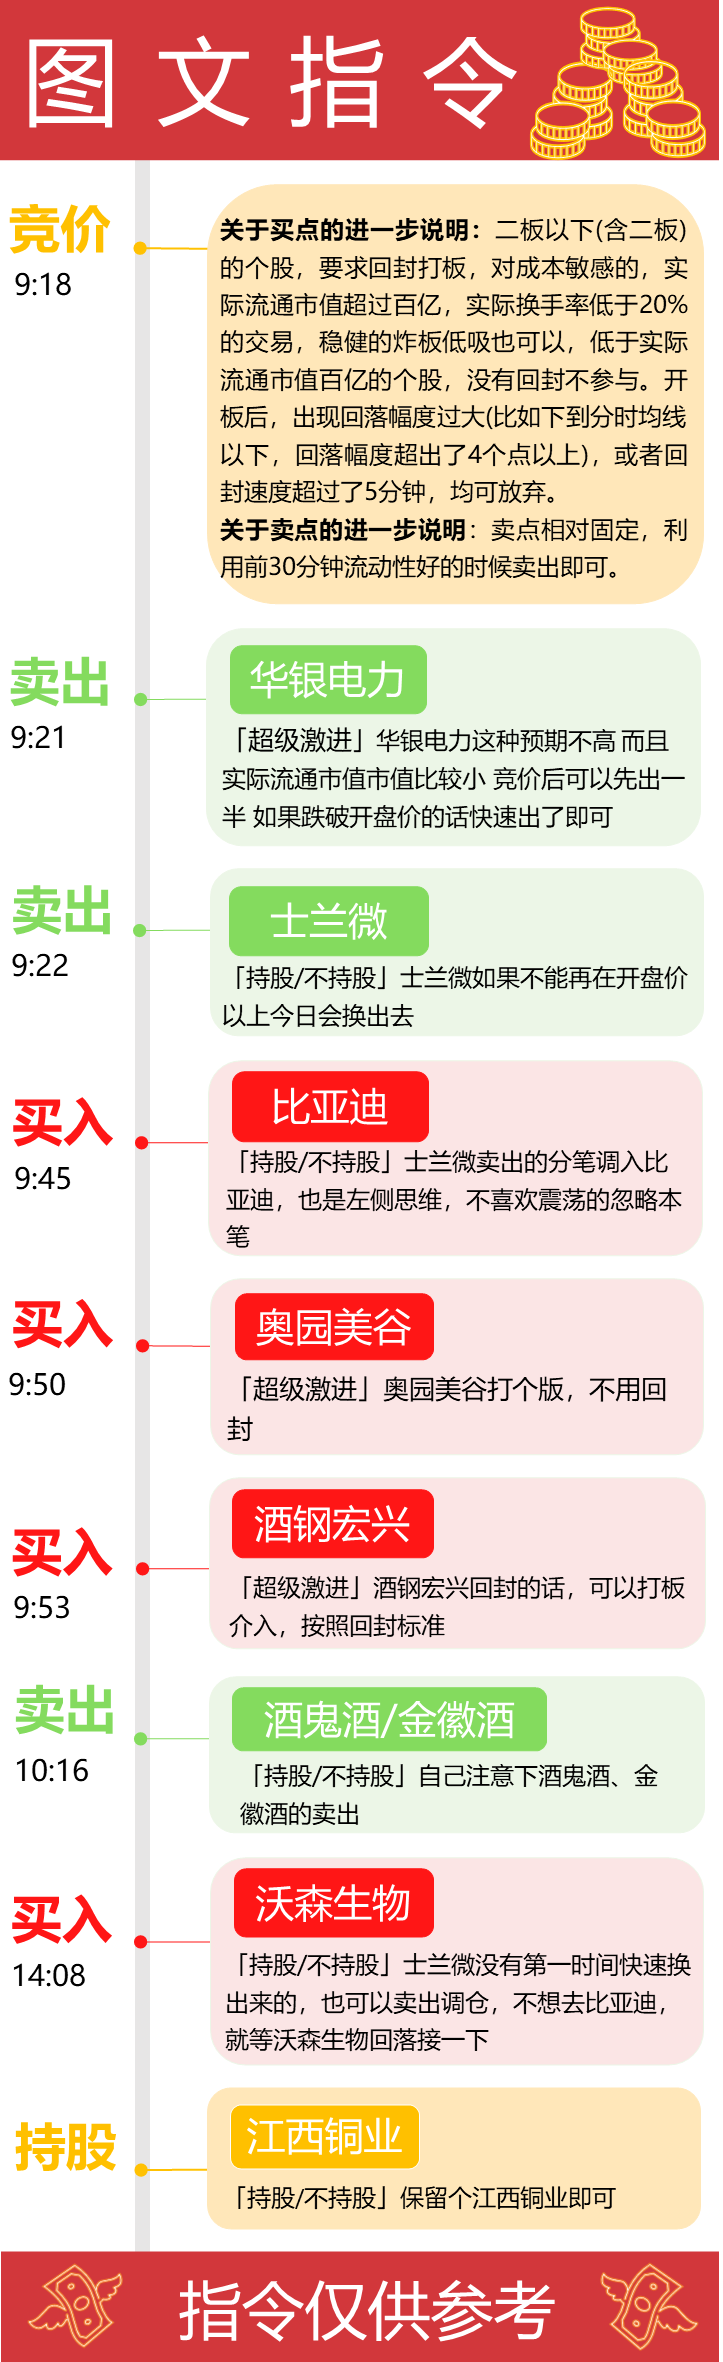 图文指令
竞价
9:18
关于买点的进一步说明：二板以下(含二板)
的个股，要求回封打板，对成本敏感的，实
际流通市值超过百亿，实际换手率低于20%
的交易，稳健的炸板低吸也可以，低于实际
流通市值百亿的个股，没有回封不参与。开
板后，出现回落幅度过大(比如下到分时均线
以下，回落幅度超出了4个点以上)，或者回
封速度超过了5分钟，均可放弃。
关于卖点的进一步说明：卖点相对固定，利
用前30分钟流动性好的时候卖出即可。
卖出
9:21
华银电力
「超级激进」华银电力这种预期不高 而且
实际流通市值市值比较小 竞价后可以先出一
半 如果跌破开盘价的话快速出了即可
卖出
9:22
士兰微
「持股/不持股」士兰微如果不能再在开盘价
以上今日会换出去
买入
9:45
比亚迪
「持股/不持股」士兰微卖出的分笔调入比
亚迪，也是左侧思维，不喜欢震荡的忽略本
笔
买入
9:50
奥园美谷
「超级激进」奥园美谷打个版，不用回
封
买入
9:53
酒钢宏兴
「超级激进」酒钢宏兴回封的话，可以打板
介入，按照回封标准
卖出
10:16
酒鬼酒/金徽酒
「持股/不持股」自己注意下酒鬼酒、金
徽酒的卖出
买入
14:08
沃森生物
「持股/不持股」士兰微没有第一时间快速换
出来的，也可以卖出调仓，不想去比亚迪，
就等沃森生物回落接一下
持股
江西铜业
「持股/不持股」保留个江西铜业即可
指令仅供参考